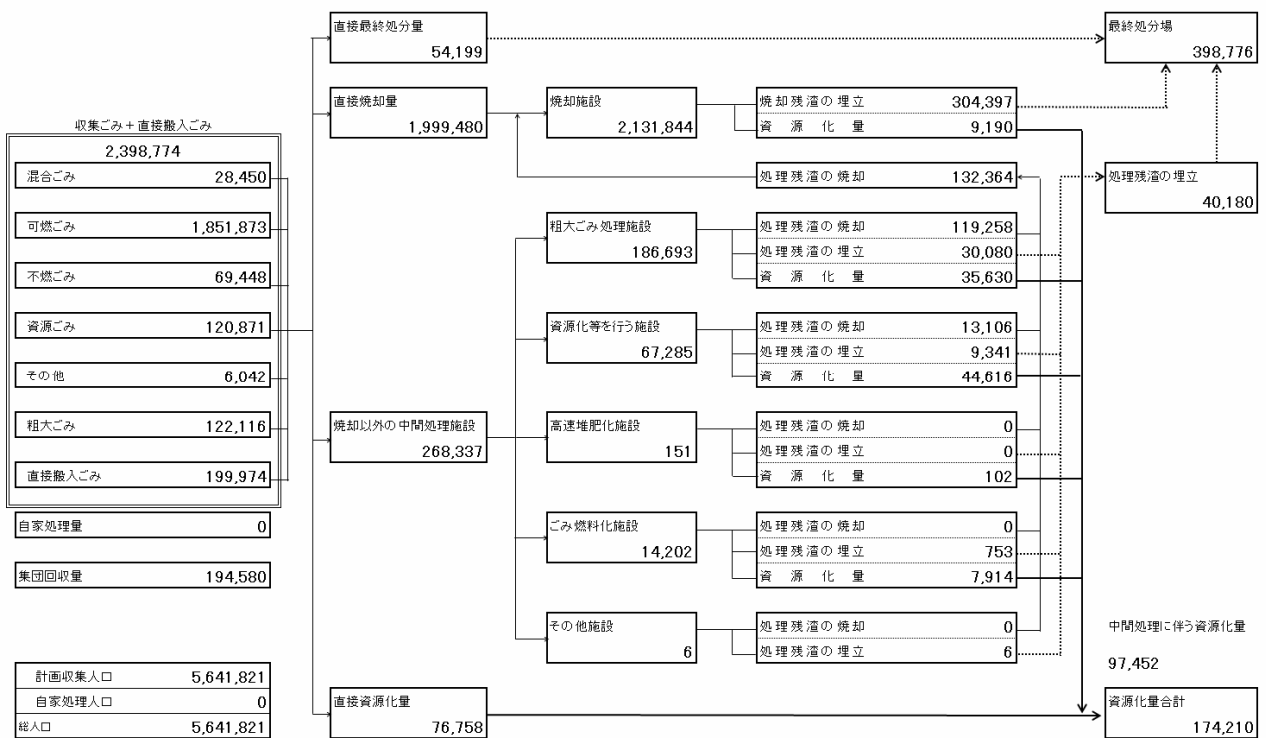 収集ごみ＋直接搬入ごみ
2,398,774
混合ごみ 28,450
可燃ごみ 1,851,873
不燃ごみ 69,448
資源ごみ 120,871
その他 6,042
粗大ごみ 122,116
直接搬入ごみ 199,974
自家処理量 0
集団回収量 194,580
計画収集人口 5,641,821
自家処理人口 0
総人口 5,641,821
直接最終処分量
54,199
直接焼却量
1,999,480
焼却以外の中間処理施設
268,337
直接資源化量
76,758
焼却施設
2,131,844
粗大ごみ処理施設
186,693
資源化等を行う施設
67,285
高速堆肥化施設
151
ごみ燃料化施設
14,202
その他施設
6
焼却残渣の埋立 304,397
資源化量 9,190
処理残渣の焼却 132,364
処理残渣の焼却 119,258
処理残渣の埋立 30,080
資源化量 35,630
処理残渣の焼却 13,106
処理残渣の埋立 9,341
資源化量 44,616
処理残渣の焼却 0
処理残渣の埋立 0
資源化量 102
処理残渣の焼却 0
処理残渣の埋立 753
資源化量 7,914
処理残渣の焼却 0
処理残渣の埋立 6
最終処分場
398,776
処理残渣の埋立
40,180
中間処理に伴う資源化量
97,452
資源化量合計
174,210